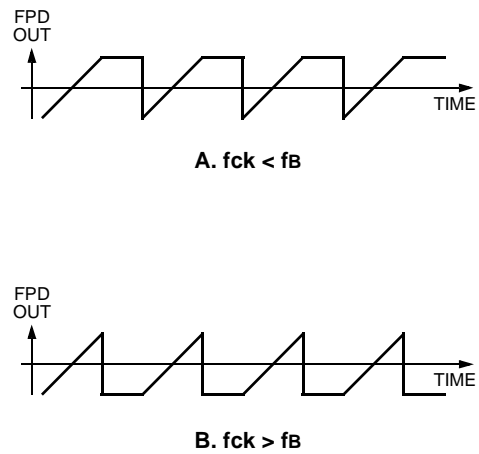 FPD
OUT
TIME
A. fck < fB
FPD
OUT
TIME
B. fck > fB